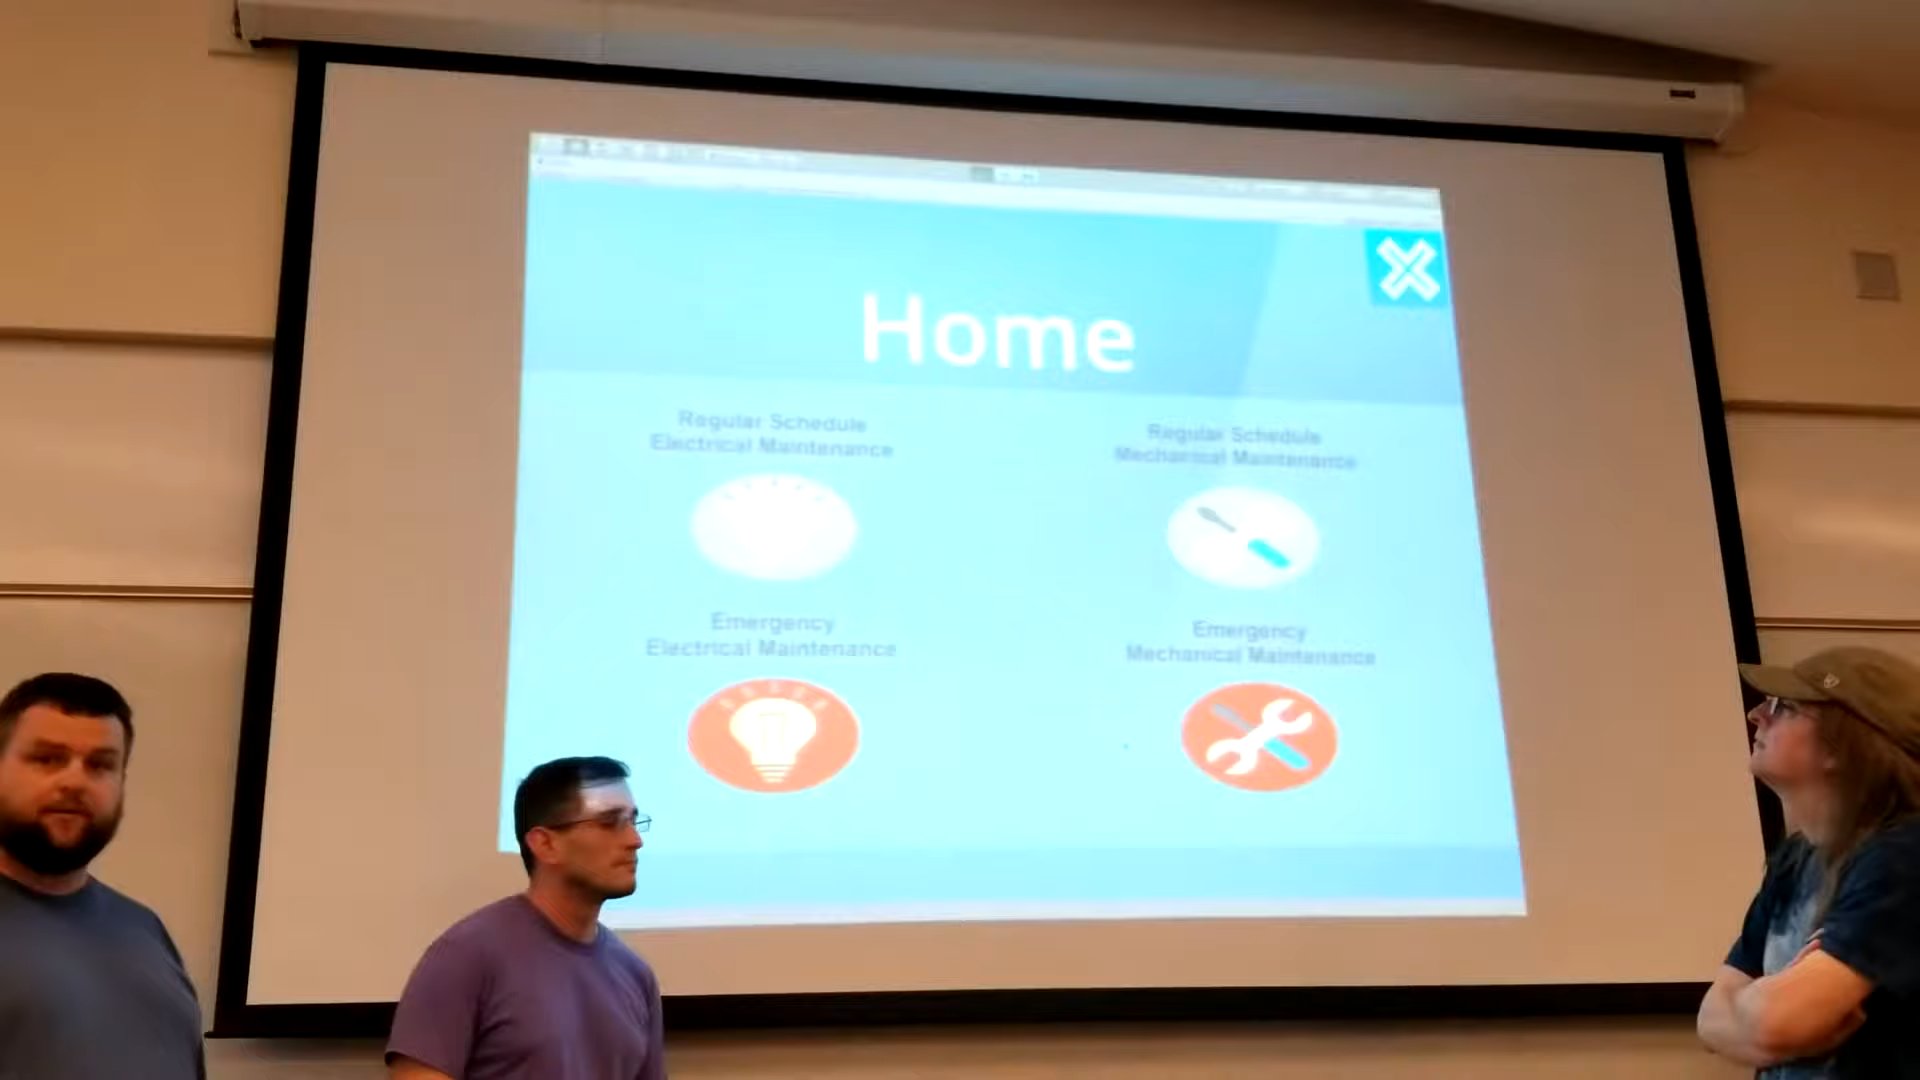 Home
Regular Schedule
Electrical Maintenance
Regular Schedule
Mechanical Maintenance
Emergency
Electrical Maintenance
Emergency
Mechanical Maintenance